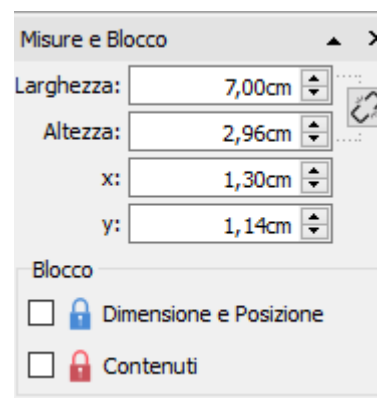 Misure e Blocco
Larghezza: 7,00cm
Altezza: 2,96cm
x: 1,30cm
y: 1,14cm
Blocco
Dimensione e Posizione
Contenuti